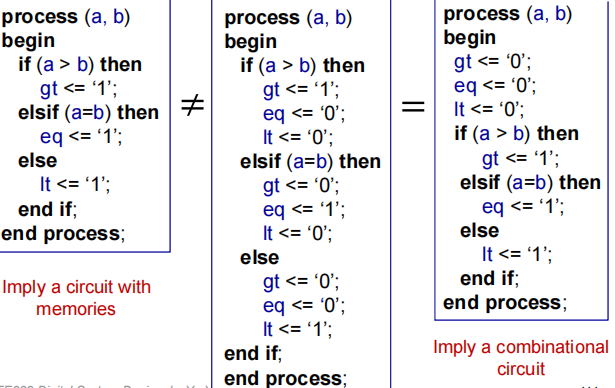 process (a, b)
begin
if (a > b) then
gt <= ‘1’;
elsif (a=b) then
eq <= ‘1’;
else
lt <= ‘1’;
end if;
end process;
Imply a circuit with
memories
≠
process (a, b)
begin
if (a > b) then
gt <= ‘1’;
eq <= ‘0’;
lt <= ‘0’;
elsif (a=b) then
gt <= ‘0’;
eq <= ‘1’;
lt <= ‘0’;
else
gt <= ‘0’;
eq <= ‘0’;
lt <= ‘1’;
end if;
end process;
=
process (a, b)
begin
gt <= ‘0’;
eq <= ‘0’;
lt <= ‘0’;
if (a > b) then
gt <= ‘1’;
elsif (a=b) then
eq <= ‘1’;
else
lt <= ‘1’;
end if;
end process;
Imply a combinational
circuit